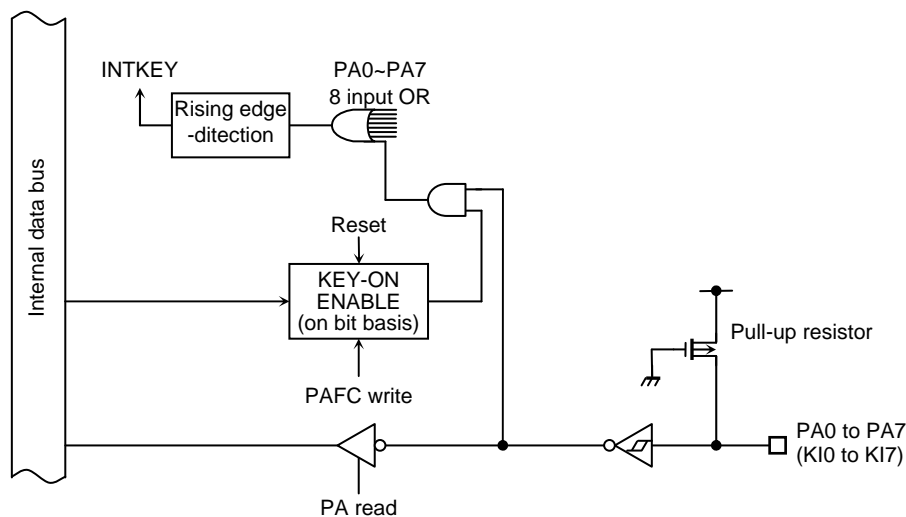 INTKEY
PA0~PA7
8 input OR
Rising edge
-ditection
Internal data bus
Reset
KEY-ON
ENABLE
(on bit basis)
Pull-up resistor
PAFC write
PA0 to PA7
(KI0 to KI7)
PA read